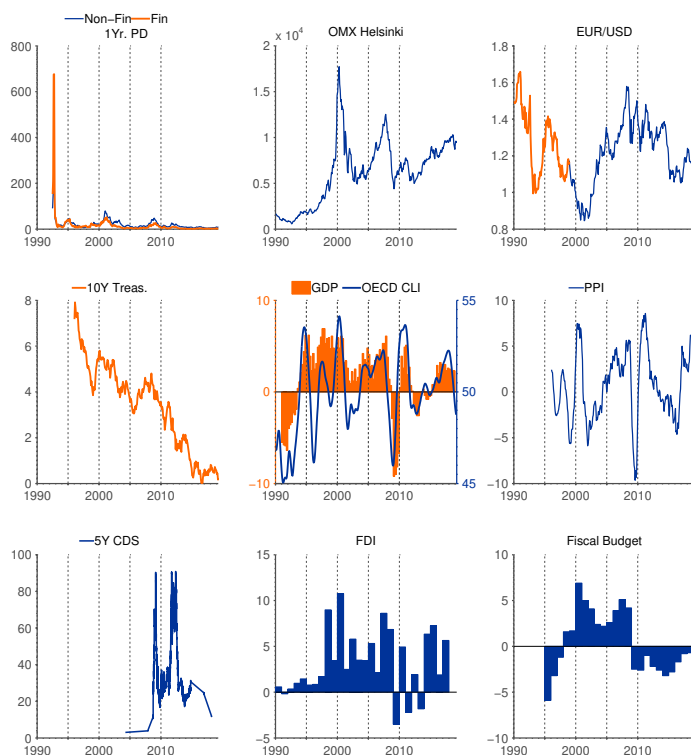 Non−Fin Fin
1Yr. PD
800
600
400
200
0
1990 2000 2010
OMX Helsinki
2 x 10^4
1.5
1
0.5
0
1990 2000 2010
EUR/USD
1.8
1.6
1.4
1.2
1
0.8
1990 2000 2010
10Y Treas.
8
6
4
2
0
1990 2000 2010
GDP OECD CLI
10 55
0 50
−10 45
1990 2000 2010
PPI
10
5
0
−5
−10
1990 2000 2010
5Y CDS
100
80
60
40
20
0
1990 2000 2010
FDI
15
10
5
0
−5
1990 2000 2010
Fiscal Budget
10
5
0
−5
−10
1990 2000 2010